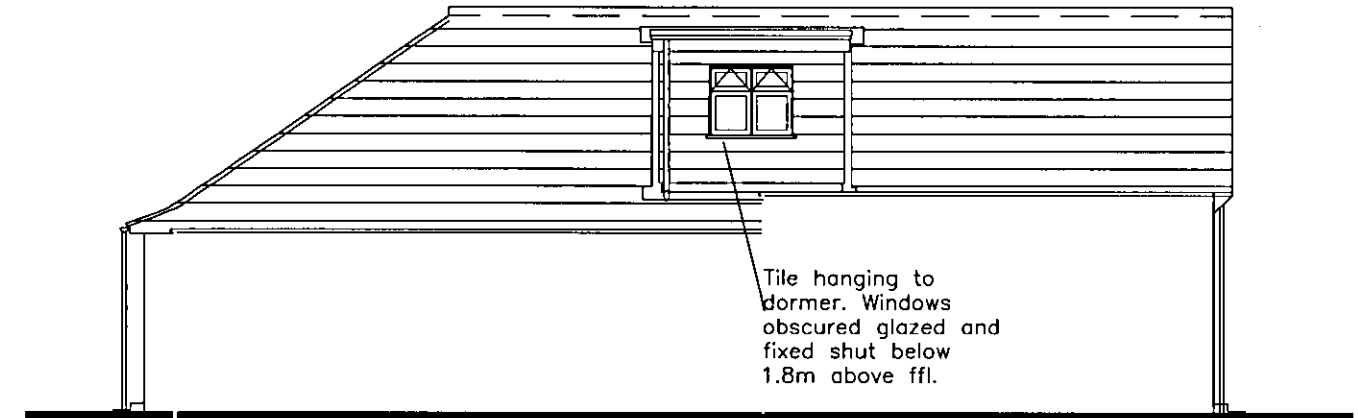 Tile hanging to
dormer. Windows
obscured glazed and
fixed shut below
1.8m above ffl.